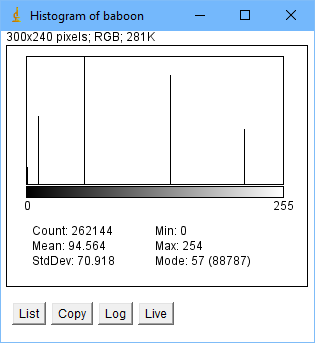 Histogram of baboon
300x240 pixels; RGB; 281K
0 255
Count: 262144 Min: 0
Mean: 94.564 Max: 254
StdDev: 70.918 Mode: 57 (88787)
List Copy Log Live